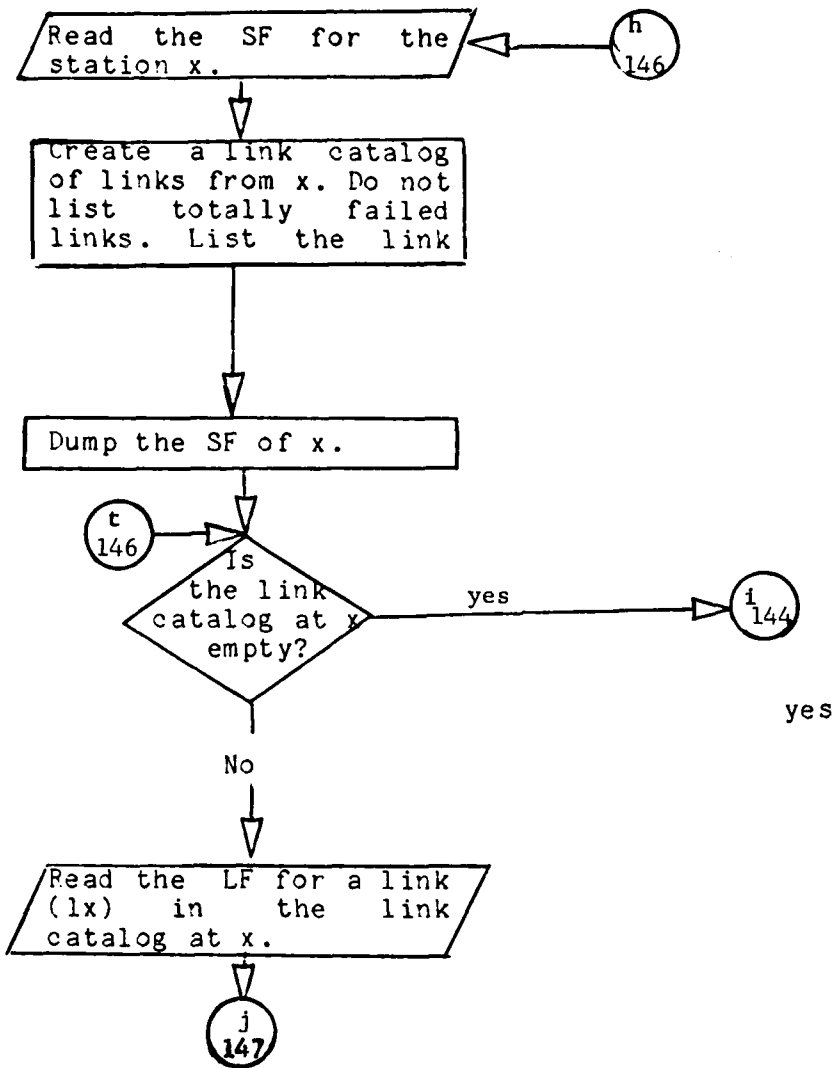 Read the SF for the
station x.
h
146
Create a link catalog
of links from x. Do not
list totally failed
links. List the link
Dump the SF of x.
t
146
Is
the link
catalog at x
empty?
yes
i
144
yes
No
Read the LF for a link
(lx) in the link
catalog at x.
j
147